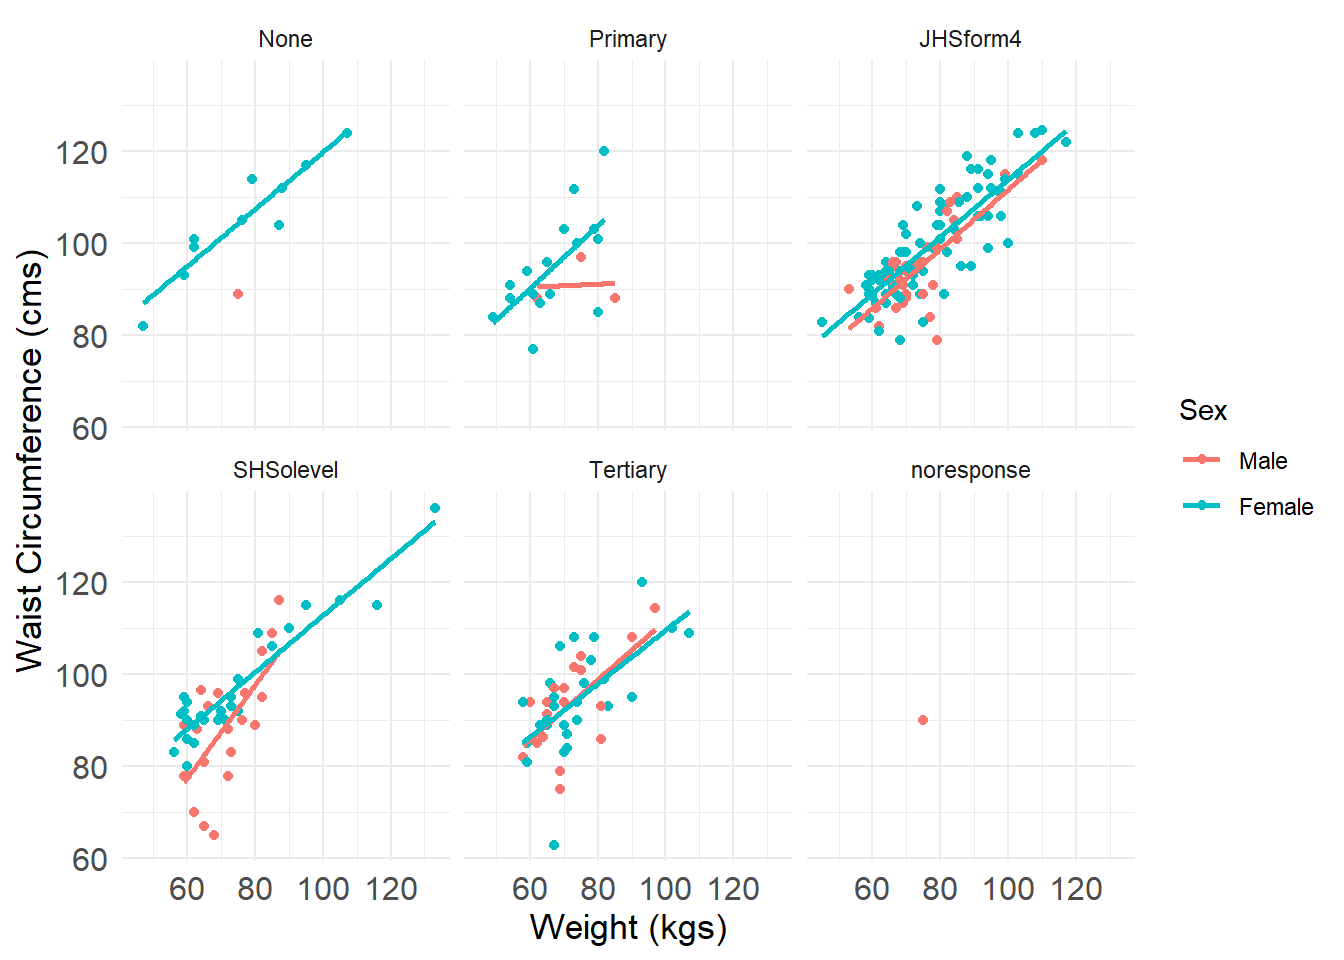 None Primary JHSform4
120
100
80
60
SHSolevel Tertiary noresponse
120
100
80
60
60 80 100 120 60 80 100 120 60 80 100 120
Weight (kgs)
Waist Circumference (cms)
Sex
Male
Female